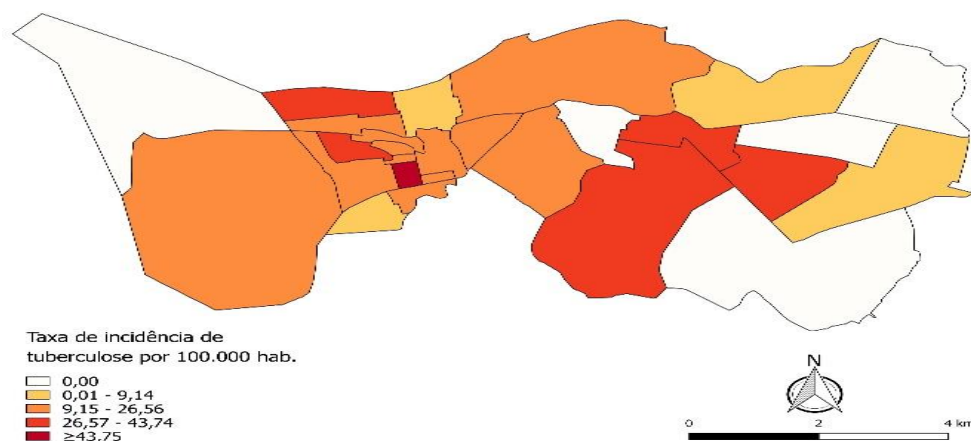 Taxa de incidência de
tuberculose por 100.000 hab.
0,00
0,01 - 9,14
9,15 - 26,56
26,57 - 43,74
≥43,75
N
0 2 4 km